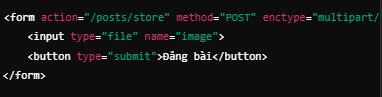 <form action="/posts/store" method="POST" enctype="multipart/
<input type="file" name="image">
<button type="submit">Đăng bài</button>
</form>